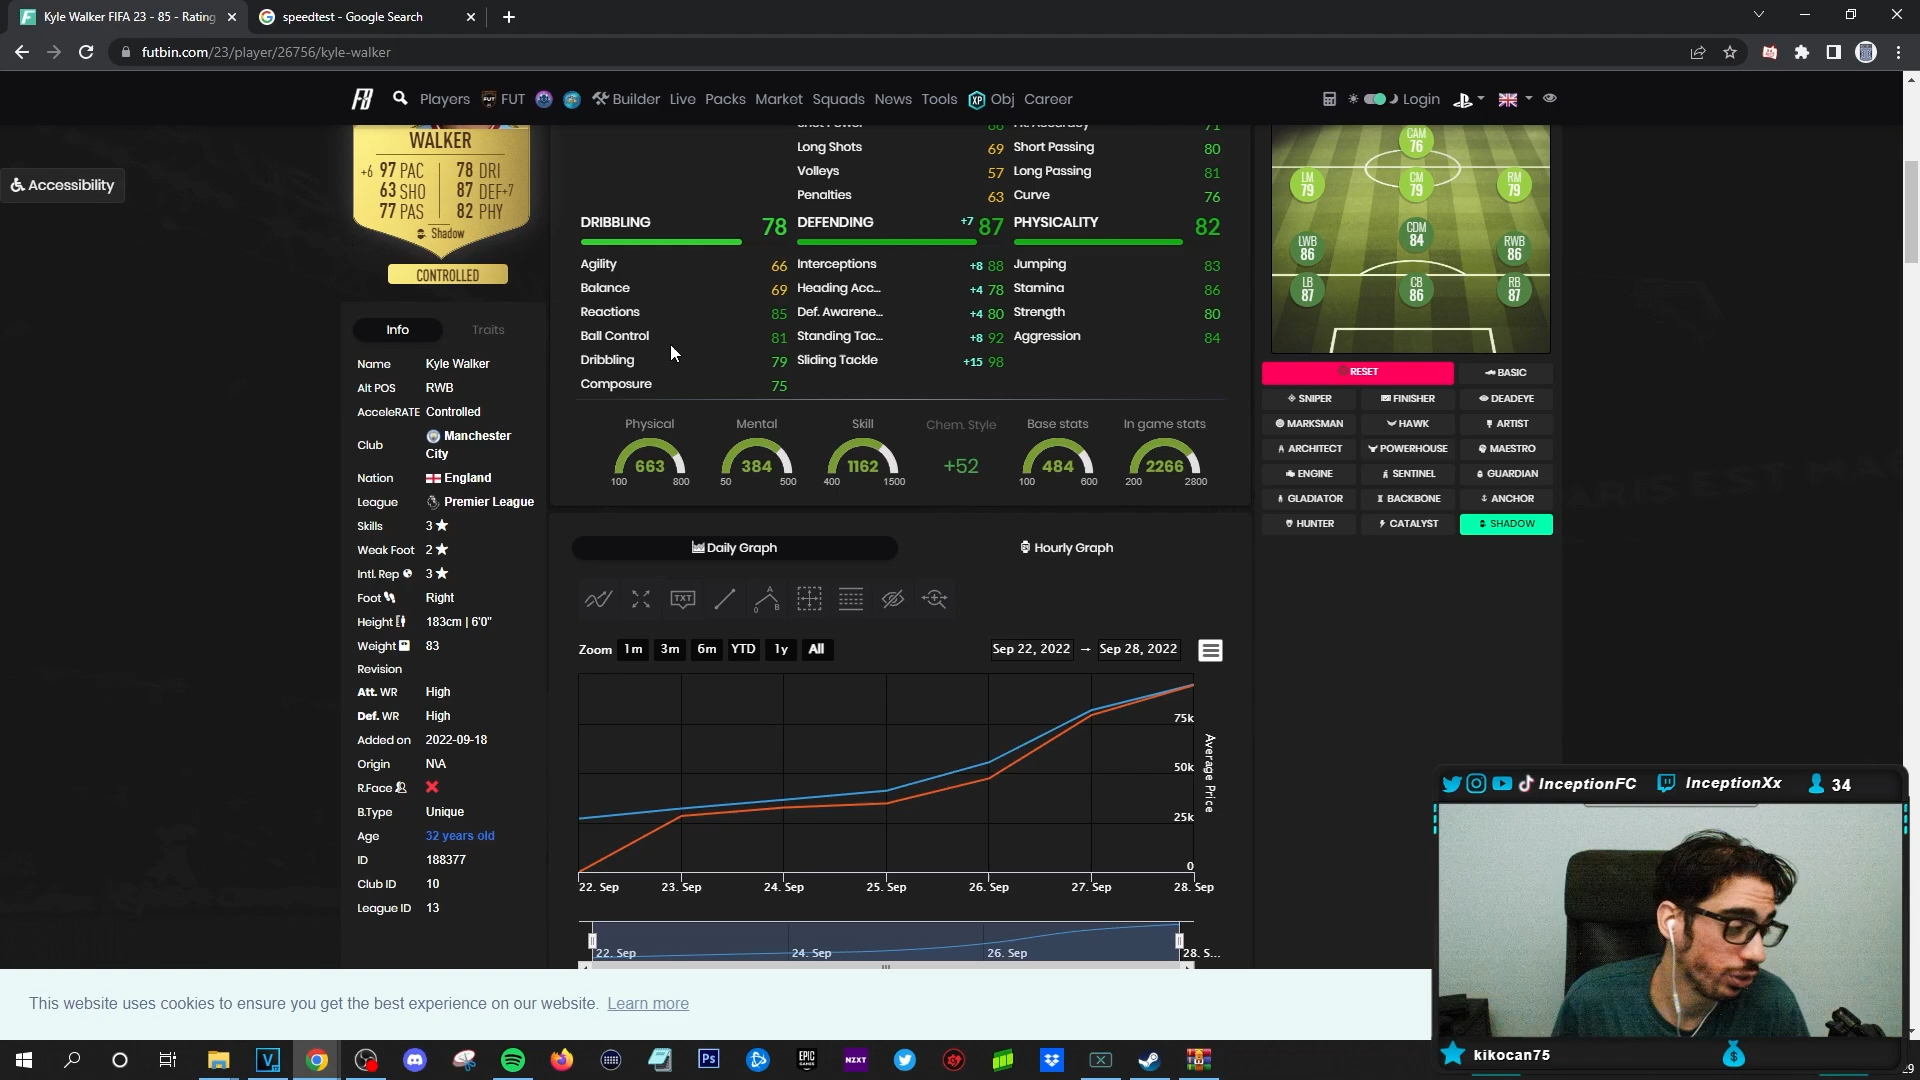 Kyle Walker FIFA 23 - 85 - Rating
speedtest - Google Search
futbin.com/23/player/26756/kyle-walker
Players FUT Builder Live Packs Market Squads News Tools XP Obj Career
Login
Accessibility
WALKER
+6 97 PAC 78 DRI
63 SHO 87 DEF+7
77 PAS 82 PHY
Shadow
CONTROLLED
Info Traits
Name Kyle Walker
Alt POS RWB
AcceleRATE Controlled
Club Manchester City
Nation England
League Premier League
Skills 3
Weak Foot 2
Intl. Rep 3
Foot Right
Height 183cm | 6'0"
Weight 83
Revision
Att. WR High
Def. WR High
Added on 2022-09-18
Origin N\A
R.Face
B.Type Unique
Age 32 years old
ID 188377
Club ID 10
League ID 13
Long Shots 69 Short Passing 80
Volleys 57 Long Passing 81
Penalties 63 Curve 76
DRIBBLING 78 DEFENDING +7 87 PHYSICALITY 82
Agility 66 Interceptions +8 88 Jumping 83
Balance 69 Heading Acc... +4 78 Stamina 86
Reactions 85 Def. Awarene... +4 80 Strength 80
Ball Control 81 Standing Tac... +8 92 Aggression 84
Dribbling 79 Sliding Tackle +15 98
Composure 75
Physical Mental Skill Chem. Style Base stats In game stats
663 384 1162 +52 484 2266
100 800 50 500 400 1500 100 600 200 2800
Daily Graph Hourly Graph
TXT
Zoom 1m 3m 6m YTD 1y All Sep 22, 2022 → Sep 28, 2022
75k
50k
25k
0
Average Price
22. Sep 23. Sep 24. Sep 25. Sep 26. Sep 27. Sep 28. Sep
22. Sep 24. Sep 26. Sep 28. S...
CAM 76
LM 79 CM 79 RM 79
CDM 84
LWB 86 RWB 86
LB 87 CB 86 RB 87
RESET BASIC
SNIPER FINISHER DEADEYE
MARKSMAN HAWK ARTIST
ARCHITECT POWERHOUSE MAESTRO
ENGINE SENTINEL GUARDIAN
GLADIATOR BACKBONE ANCHOR
HUNTER CATALYST SHADOW
This website uses cookies to ensure you get the best experience on our website. Learn more
InceptionFC InceptionXx 34
kikocan75
Ps
EPIC GAMES
NZXT